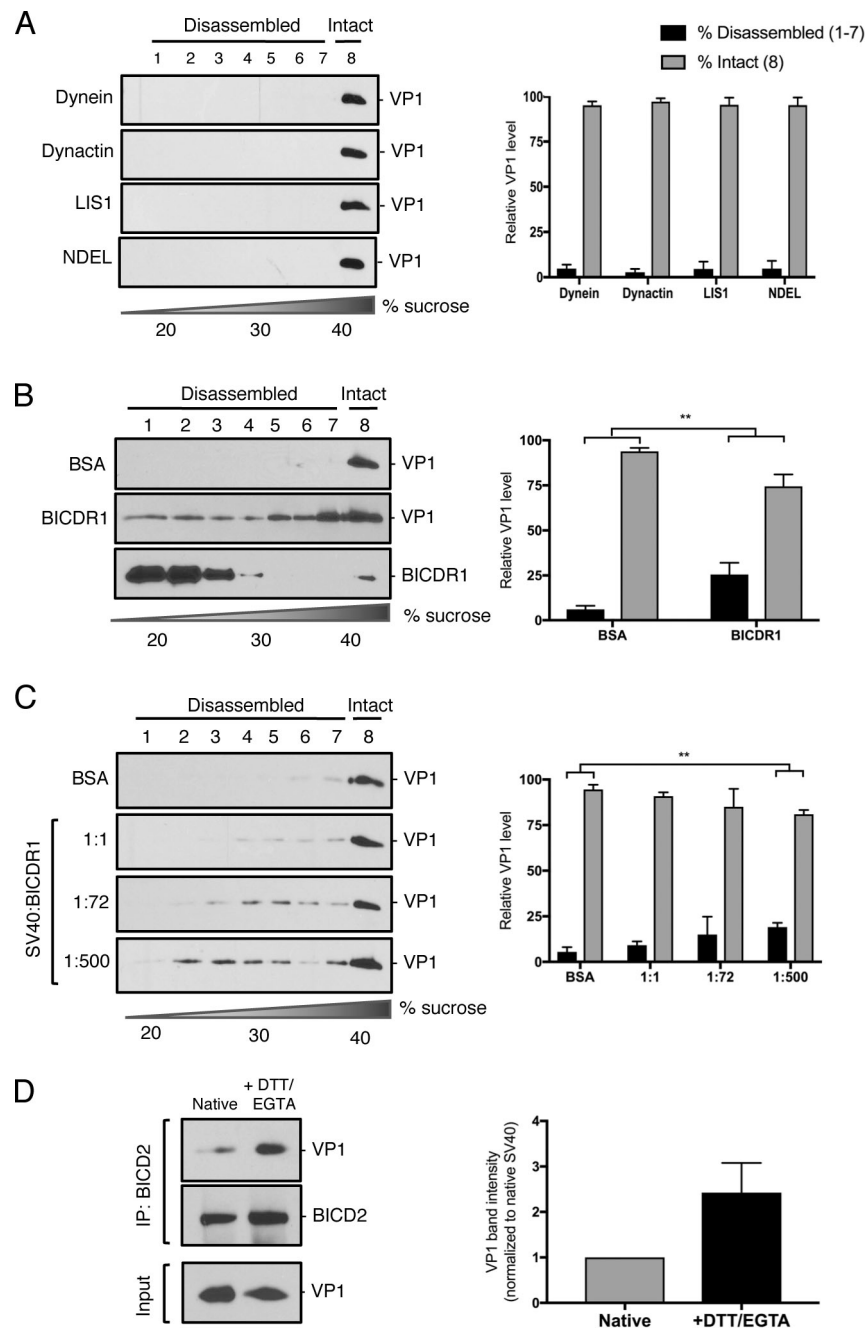 A
Disassembled Intact
1 2 3 4 5 6 7 8
Dynein VP1
Dynactin VP1
LIS1 VP1
NDEL VP1
% sucrose
20 30 40
% Disassembled (1-7)
% Intact (8)
Relative VP1 level
100
75
50
25
0
Dynein Dynactin LIS1 NDEL
B
Disassembled Intact
1 2 3 4 5 6 7 8
BSA VP1
BICDR1 VP1
BICDR1
% sucrose
20 30 40
**
Relative VP1 level
100
75
50
25
0
BSA BICDR1
C
Disassembled Intact
1 2 3 4 5 6 7 8
BSA VP1
SV40:BICDR1
1:1 VP1
1:72 VP1
1:500 VP1
% sucrose
20 30 40
**
Relative VP1 level
100
75
50
25
0
BSA 1:1 1:72 1:500
D
+ DTT/
Native EGTA
IP: BICD2
VP1
BICD2
Input
VP1
VP1 band intensity
(normalized to native SV40)
4
3
2
1
0
Native +DTT/EGTA